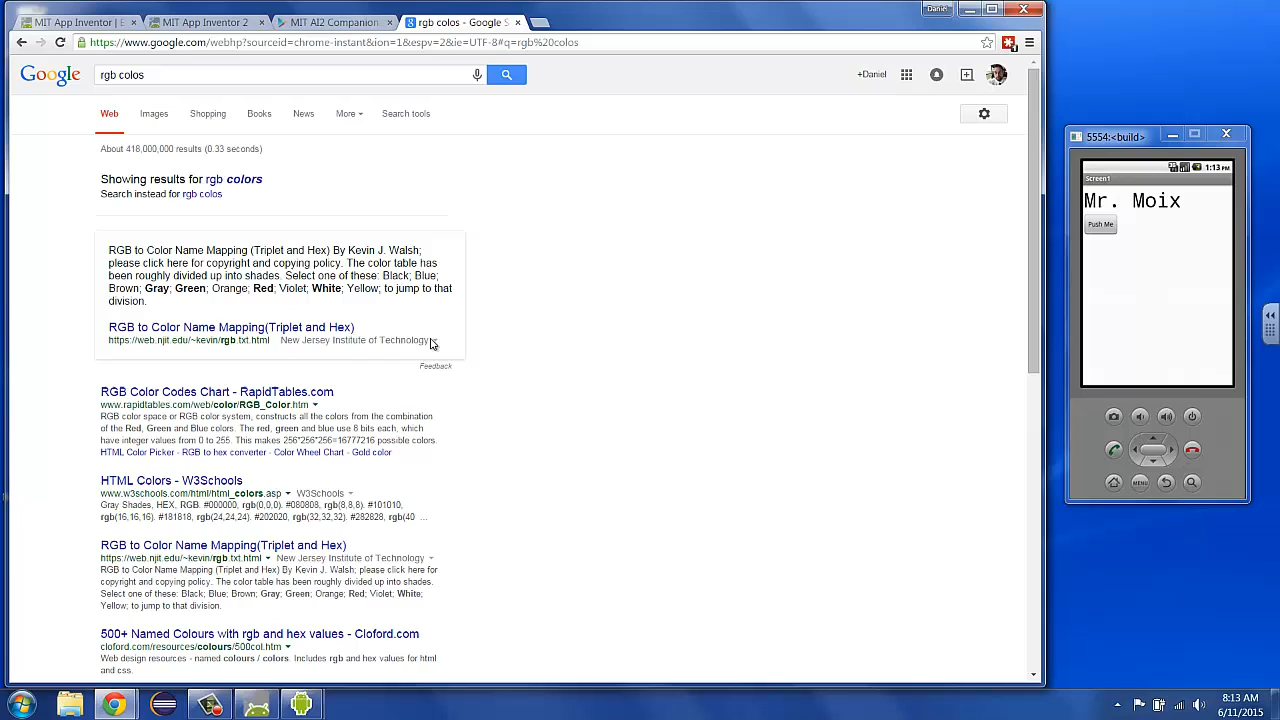 MIT App Inventor | E
MIT App Inventor 2
MIT AI2 Companion
rgb colos - Google S
Daniel
https://www.google.com/webhp?sourceid=chrome-instant&ion=1&espv=2&ie=UTF-8#q=rgb%20colos
Google
rgb colos
+Daniel
Web Images Shopping Books News More Search tools
About 418,000,000 results (0.33 seconds)
Showing results for rgb colors
Search instead for rgb colos
RGB to Color Name Mapping (Triplet and Hex) By Kevin J. Walsh;
please click here for copyright and copying policy. The color table has
been roughly divided up into shades. Select one of these: Black; Blue;
Brown; Gray; Green; Orange; Red; Violet; White; Yellow; to jump to that
division.
RGB to Color Name Mapping(Triplet and Hex)
https://web.njit.edu/~kevin/rgb.txt.html New Jersey Institute of Technology
Feedback
RGB Color Codes Chart - RapidTables.com
www.rapidtables.com/web/color/RGB_Color.htm
RGB color space or RGB color system, constructs all the colors from the combination
of the Red, Green and Blue colors. The red, green and blue use 8 bits each, which
have integer values from 0 to 255. This makes 256*256*256=16777216 possible colors.
HTML Color Picker - RGB to hex converter - Color Wheel Chart - Gold color
HTML Colors - W3Schools
www.w3schools.com/html/html_colors.asp W3Schools
Gray Shades, HEX, RGB. #000000, rgb(0,0,0). #080808, rgb(8,8,8). #101010,
rgb(16,16,16). #181818, rgb(24,24,24). #202020, rgb(32,32,32). #282828, rgb(40 ...
RGB to Color Name Mapping(Triplet and Hex)
https://web.njit.edu/~kevin/rgb.txt.html New Jersey Institute of Technology
RGB to Color Name Mapping (Triplet and Hex) By Kevin J. Walsh; please click here for
copyright and copying policy. The color table has been roughly divided up into shades.
Select one of these: Black; Blue; Brown; Gray; Green; Orange; Red; Violet; White;
Yellow; to jump to that division.
500+ Named Colours with rgb and hex values - Cloford.com
cloford.com/resources/colours/500col.htm
Web design resources - named colours / colors. Includes rgb and hex values for html
and css.
5554:<build>
1:13 PM
Screen1
Mr. Moix
Push Me
MENU
8:13 AM
6/11/2015